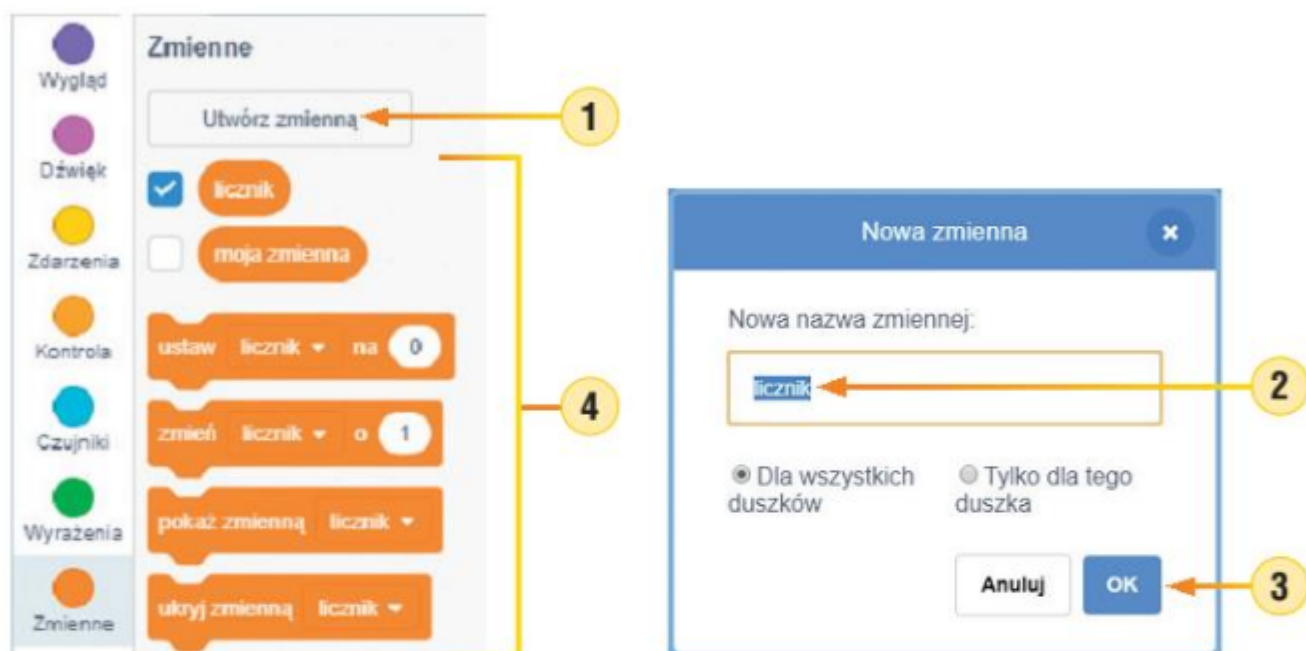 Wygląd
Dźwięk
Zdarzenia
Kontrola
Czujniki
Wyrażenia
Zmienne
Zmienne
Utwórz zmienną
1
licznik
moja zmienna
ustaw licznik na 0
zmień licznik o 1
pokaż zmienną licznik
ukryj zmienną licznik
4
Nowa zmienna
Nowa nazwa zmiennej:
licznik
2
Dla wszystkich
duszków
Tylko dla tego
duszka
Anuluj OK
3